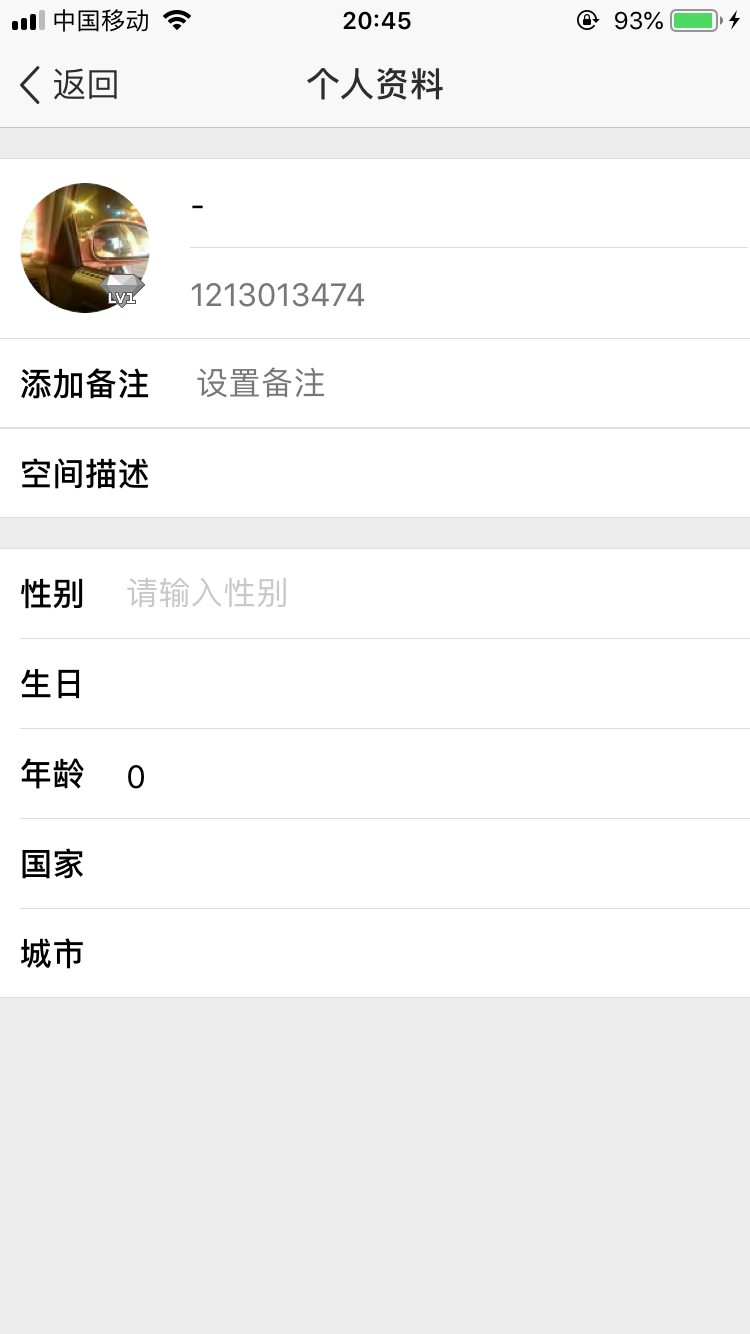 中国移动 20:45 93%
返回 个人资料
-
LV1
1213013474
添加备注 设置备注
空间描述
性别 请输入性别
生日
年龄 0
国家
城市